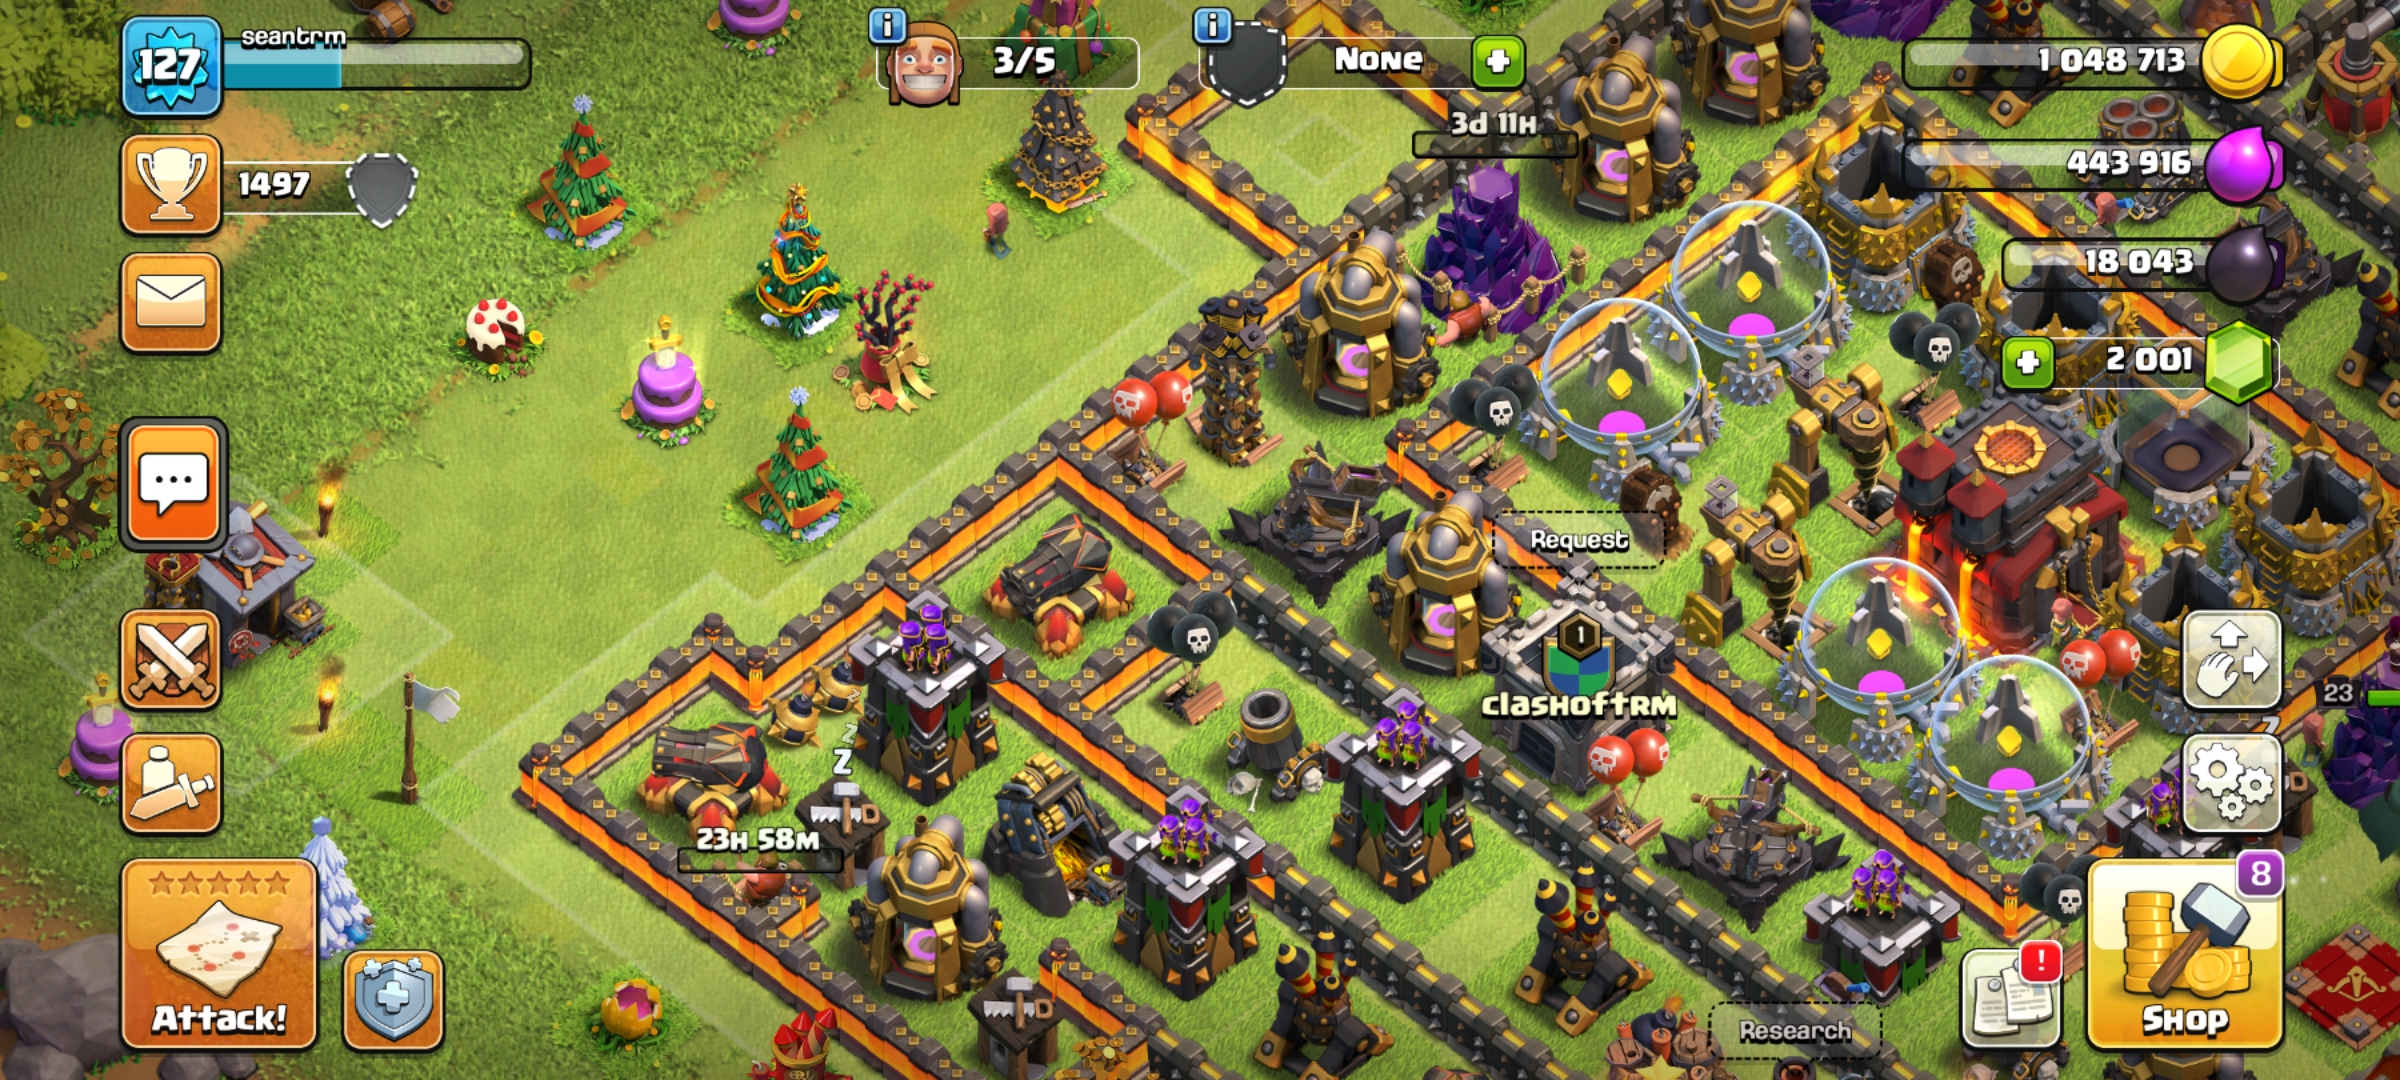 127
seantrm
3/5
None
1 048 713
3d 11h
1497
443 916
18 043
2 001
Request
1
clashoftrm
23
Z
Z
Z
23h 58m
8
Attack!
Research
!
Shop